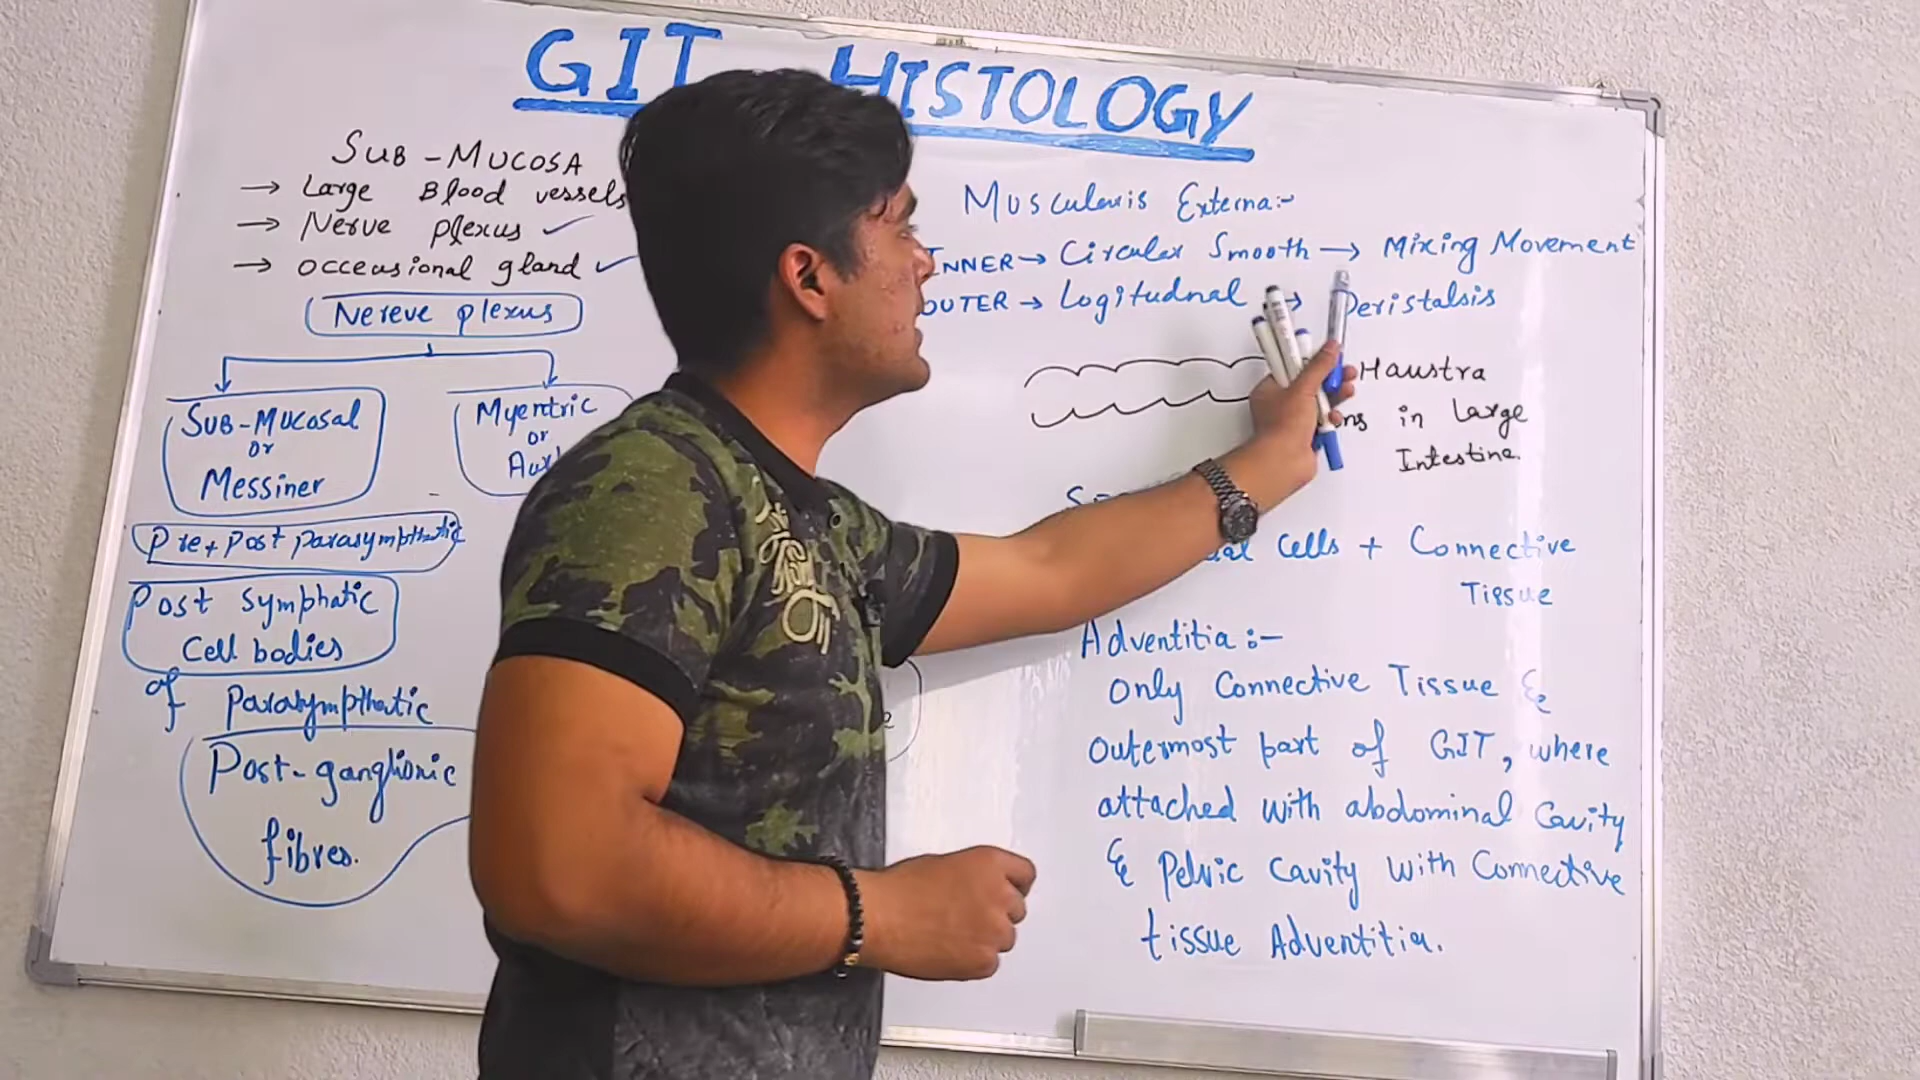 GIT HISTOLOGY
SUB-MUCOSA
→ Large Blood vessels
→ Nerve plexus ✓
→ occeasional gland ✓
Nereve plexus
SUB-MUCOSAL
or
Messiner
Myentric
or
Pre + Post parasympthatic
Post symphatic
Cell bodies
of parasympthatic
Post-ganglionic
fibres.
Muscularis Externa:-
INNER → Circular Smooth → Mixing Movement
OUTER → Logitudnal → Peristalsis
Haustra
in Large
Intestine.
Cells + Connective
Tissue
Adventitia :-
Only Connective Tissue &
outermost part of GIT, where
attached with abdominal Cavity
& Pelvic Cavity with Connective
tissue Adventitia.